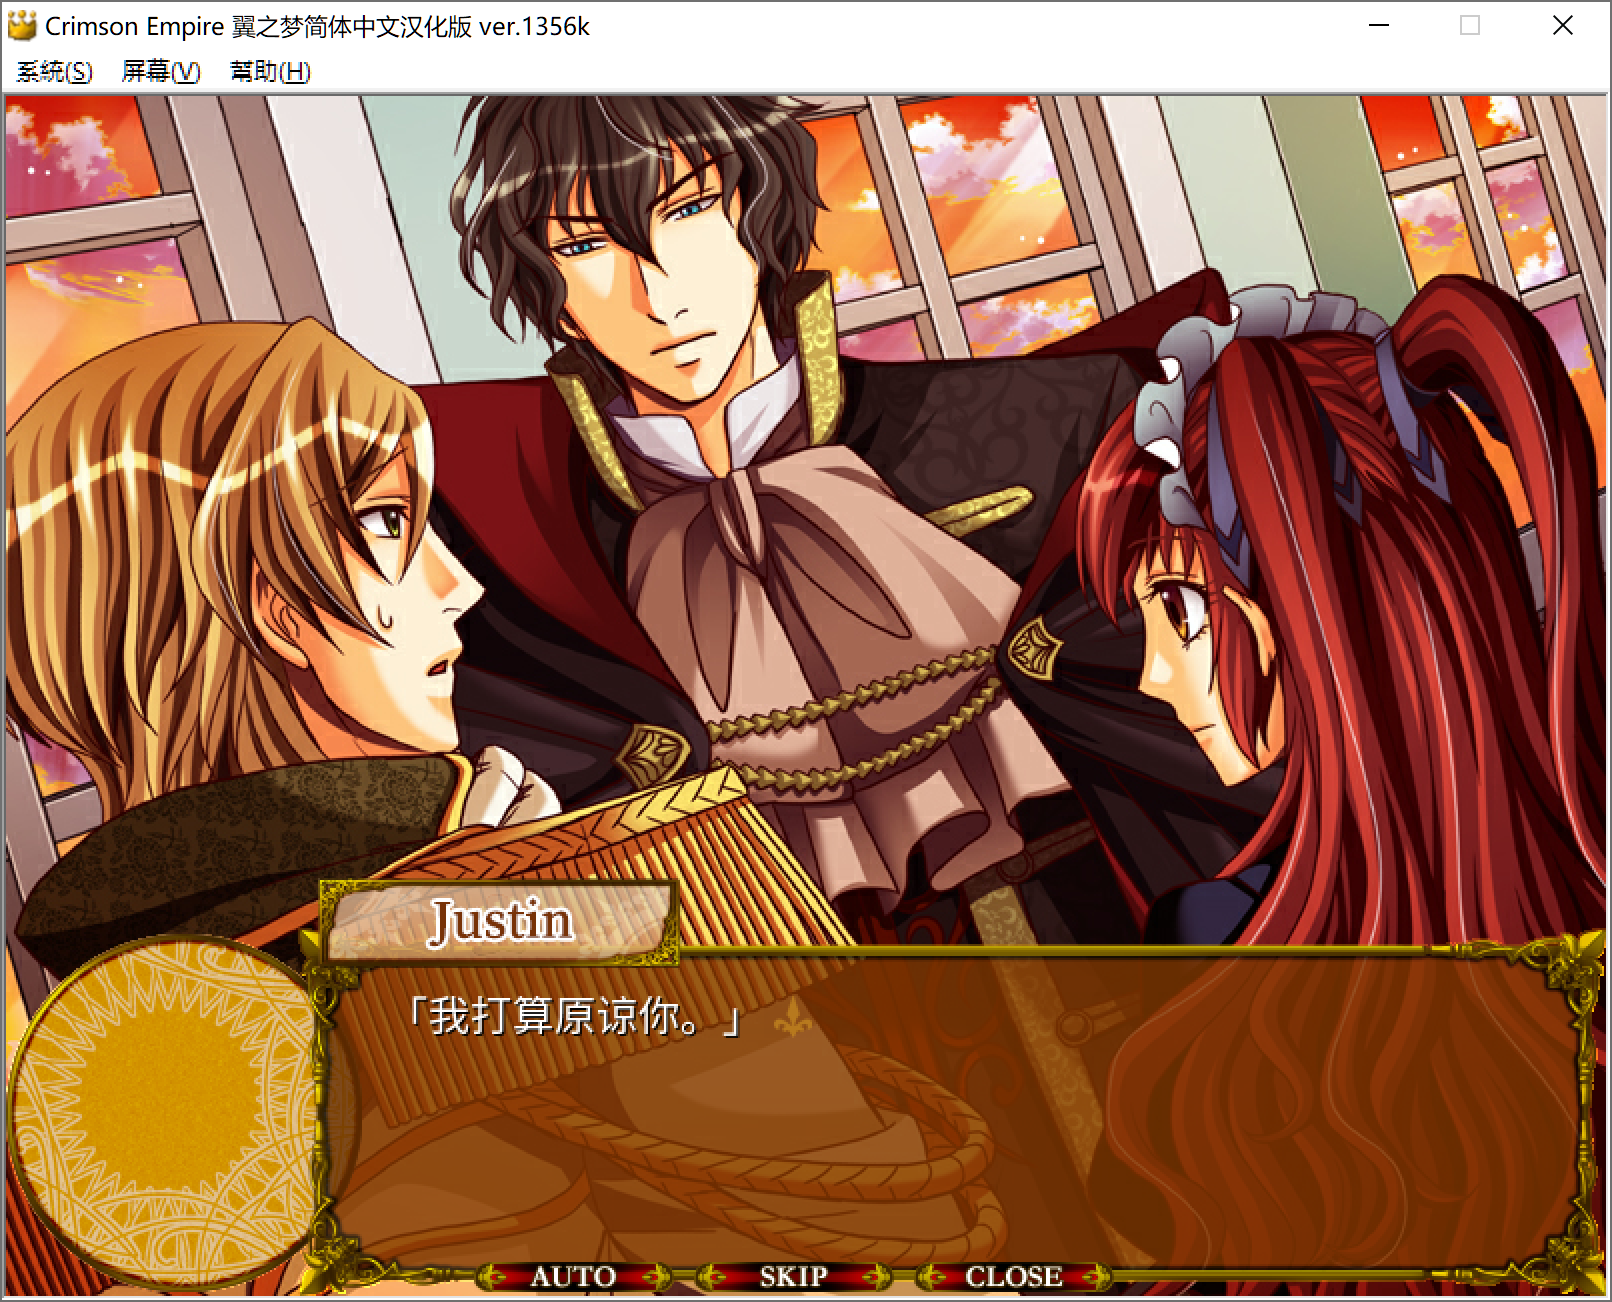 Crimson Empire 翼之梦简体中文汉化版 ver.1356k
系統(S) 屏幕(V) 幫助(H)
Justin
「我打算原谅你。」
AUTO SKIP CLOSE